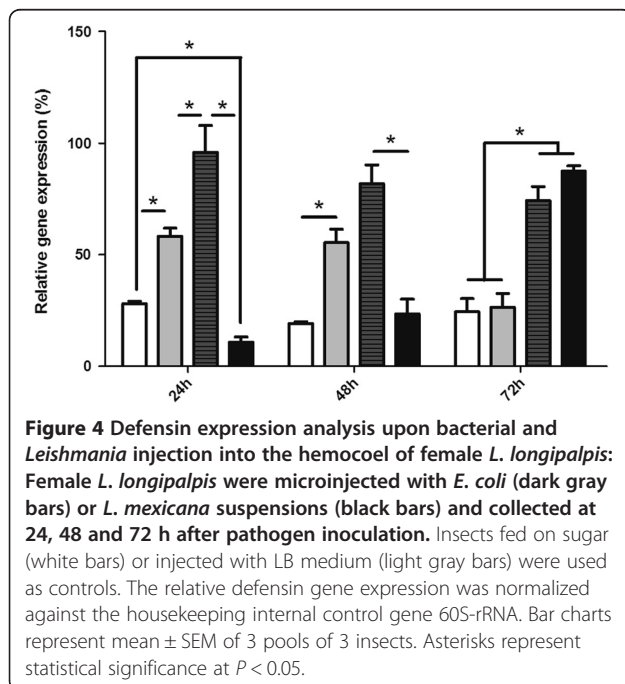 150
100
50
0
Relative gene expression (%)
*
*
*
*
*
*
*
24h
48h
72h
Figure 4 Defensin expression analysis upon bacterial and
Leishmania injection into the hemocoel of female L. longipalpis:
Female L. longipalpis were microinjected with E. coli (dark gray
bars) or L. mexicana suspensions (black bars) and collected at
24, 48 and 72 h after pathogen inoculation. Insects fed on sugar
(white bars) or injected with LB medium (light gray bars) were used
as controls. The relative defensin gene expression was normalized
against the housekeeping internal control gene 60S-rRNA. Bar charts
represent mean ± SEM of 3 pools of 3 insects. Asterisks represent
statistical significance at P < 0.05.